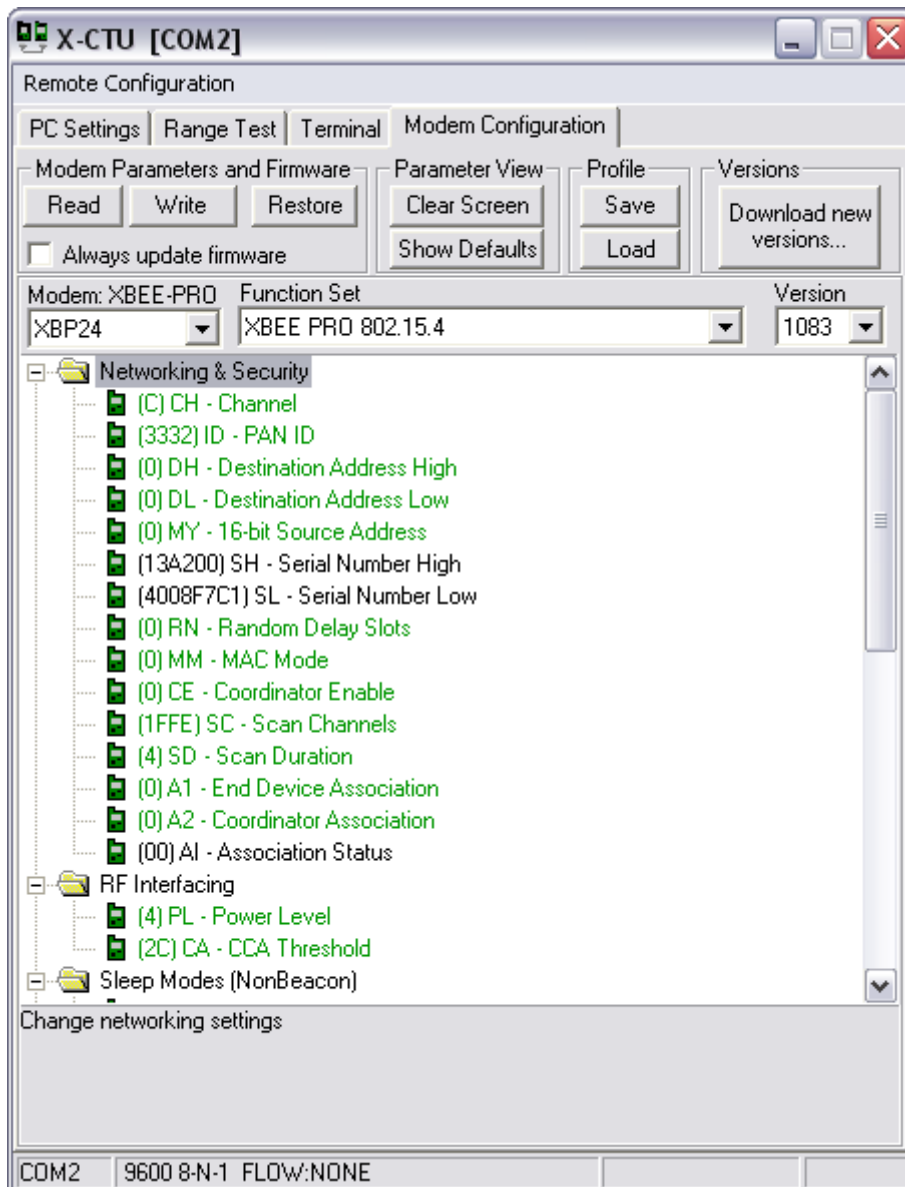 X-CTU [COM2]
Remote Configuration
PC Settings Range Test Terminal Modem Configuration
Modem Parameters and Firmware Parameter View Profile Versions
Read Write Restore Clear Screen Save Download new versions...
Always update firmware Show Defaults Load
Modem: XBEE-PRO Function Set Version
XBP24 XBEE PRO 802.15.4 1083
Networking & Security
(C) CH - Channel
(3332) ID - PAN ID
(0) DH - Destination Address High
(0) DL - Destination Address Low
(0) MY - 16-bit Source Address
(13A200) SH - Serial Number High
(4008F7C1) SL - Serial Number Low
(0) RN - Random Delay Slots
(0) MM - MAC Mode
(0) CE - Coordinator Enable
(1FFE) SC - Scan Channels
(4) SD - Scan Duration
(0) A1 - End Device Association
(0) A2 - Coordinator Association
(00) AI - Association Status
RF Interfacing
(4) PL - Power Level
(2C) CA - CCA Threshold
Sleep Modes (NonBeacon)
Change networking settings
COM2 9600 8-N-1 FLOW:NONE